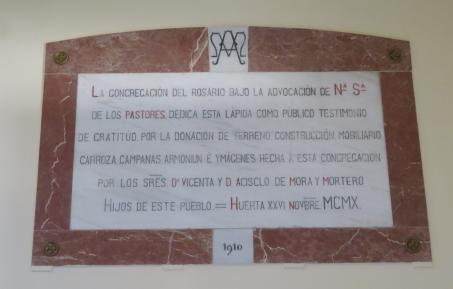 LA CONGREGACIÓN DEL ROSARIO BAJO LA ADVOCACIÓN DE Nª Sª
DE LOS PASTORES, DEDICA ESTA LÁPIDA COMO PÚBLICO TESTIMONIO
DE GRATITUD, POR LA DONACIÓN DE TERRENO, CONSTRUCCIÓN, MOBILIARIO,
CARROZA, CAMPANAS, ARMONIUN É YMÁGENES HECHA Á ESTA CONGREGACIÓN
POR LOS SRES. Dª VICENTA Y D. ACISCLO DE MORA Y MORTERO
HIJOS DE ESTE PUEBLO. = HUERTA XXVI NOVBRE. MCMX.
1910